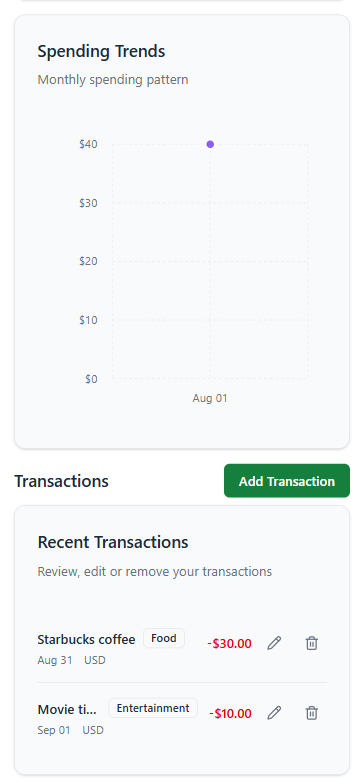 Spending Trends
Monthly spending pattern
$40
$30
$20
$10
$0
Aug 01
Transactions
Add Transaction
Recent Transactions
Review, edit or remove your transactions
Starbucks coffee Food -$30.00
Aug 31 USD
Movie ti... Entertainment -$10.00
Sep 01 USD